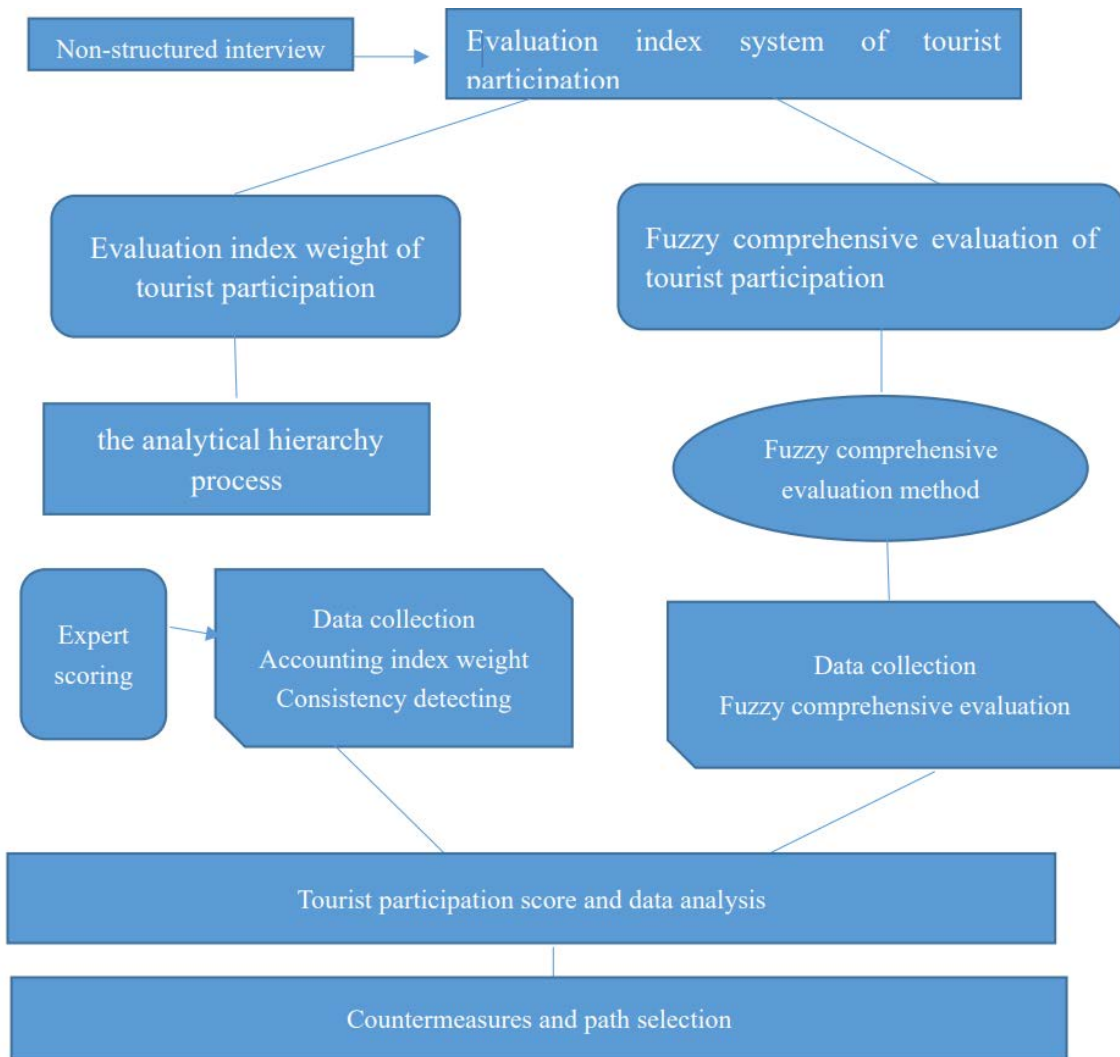 Non-structured interview
Evaluation index system of tourist
participation
Evaluation index weight of
tourist participation
Fuzzy comprehensive evaluation of
tourist participation
the analytical hierarchy
process
Fuzzy comprehensive
evaluation method
Expert
scoring
Data collection
Accounting index weight
Consistency detecting
Data collection
Fuzzy comprehensive evaluation
Tourist participation score and data analysis
Countermeasures and path selection